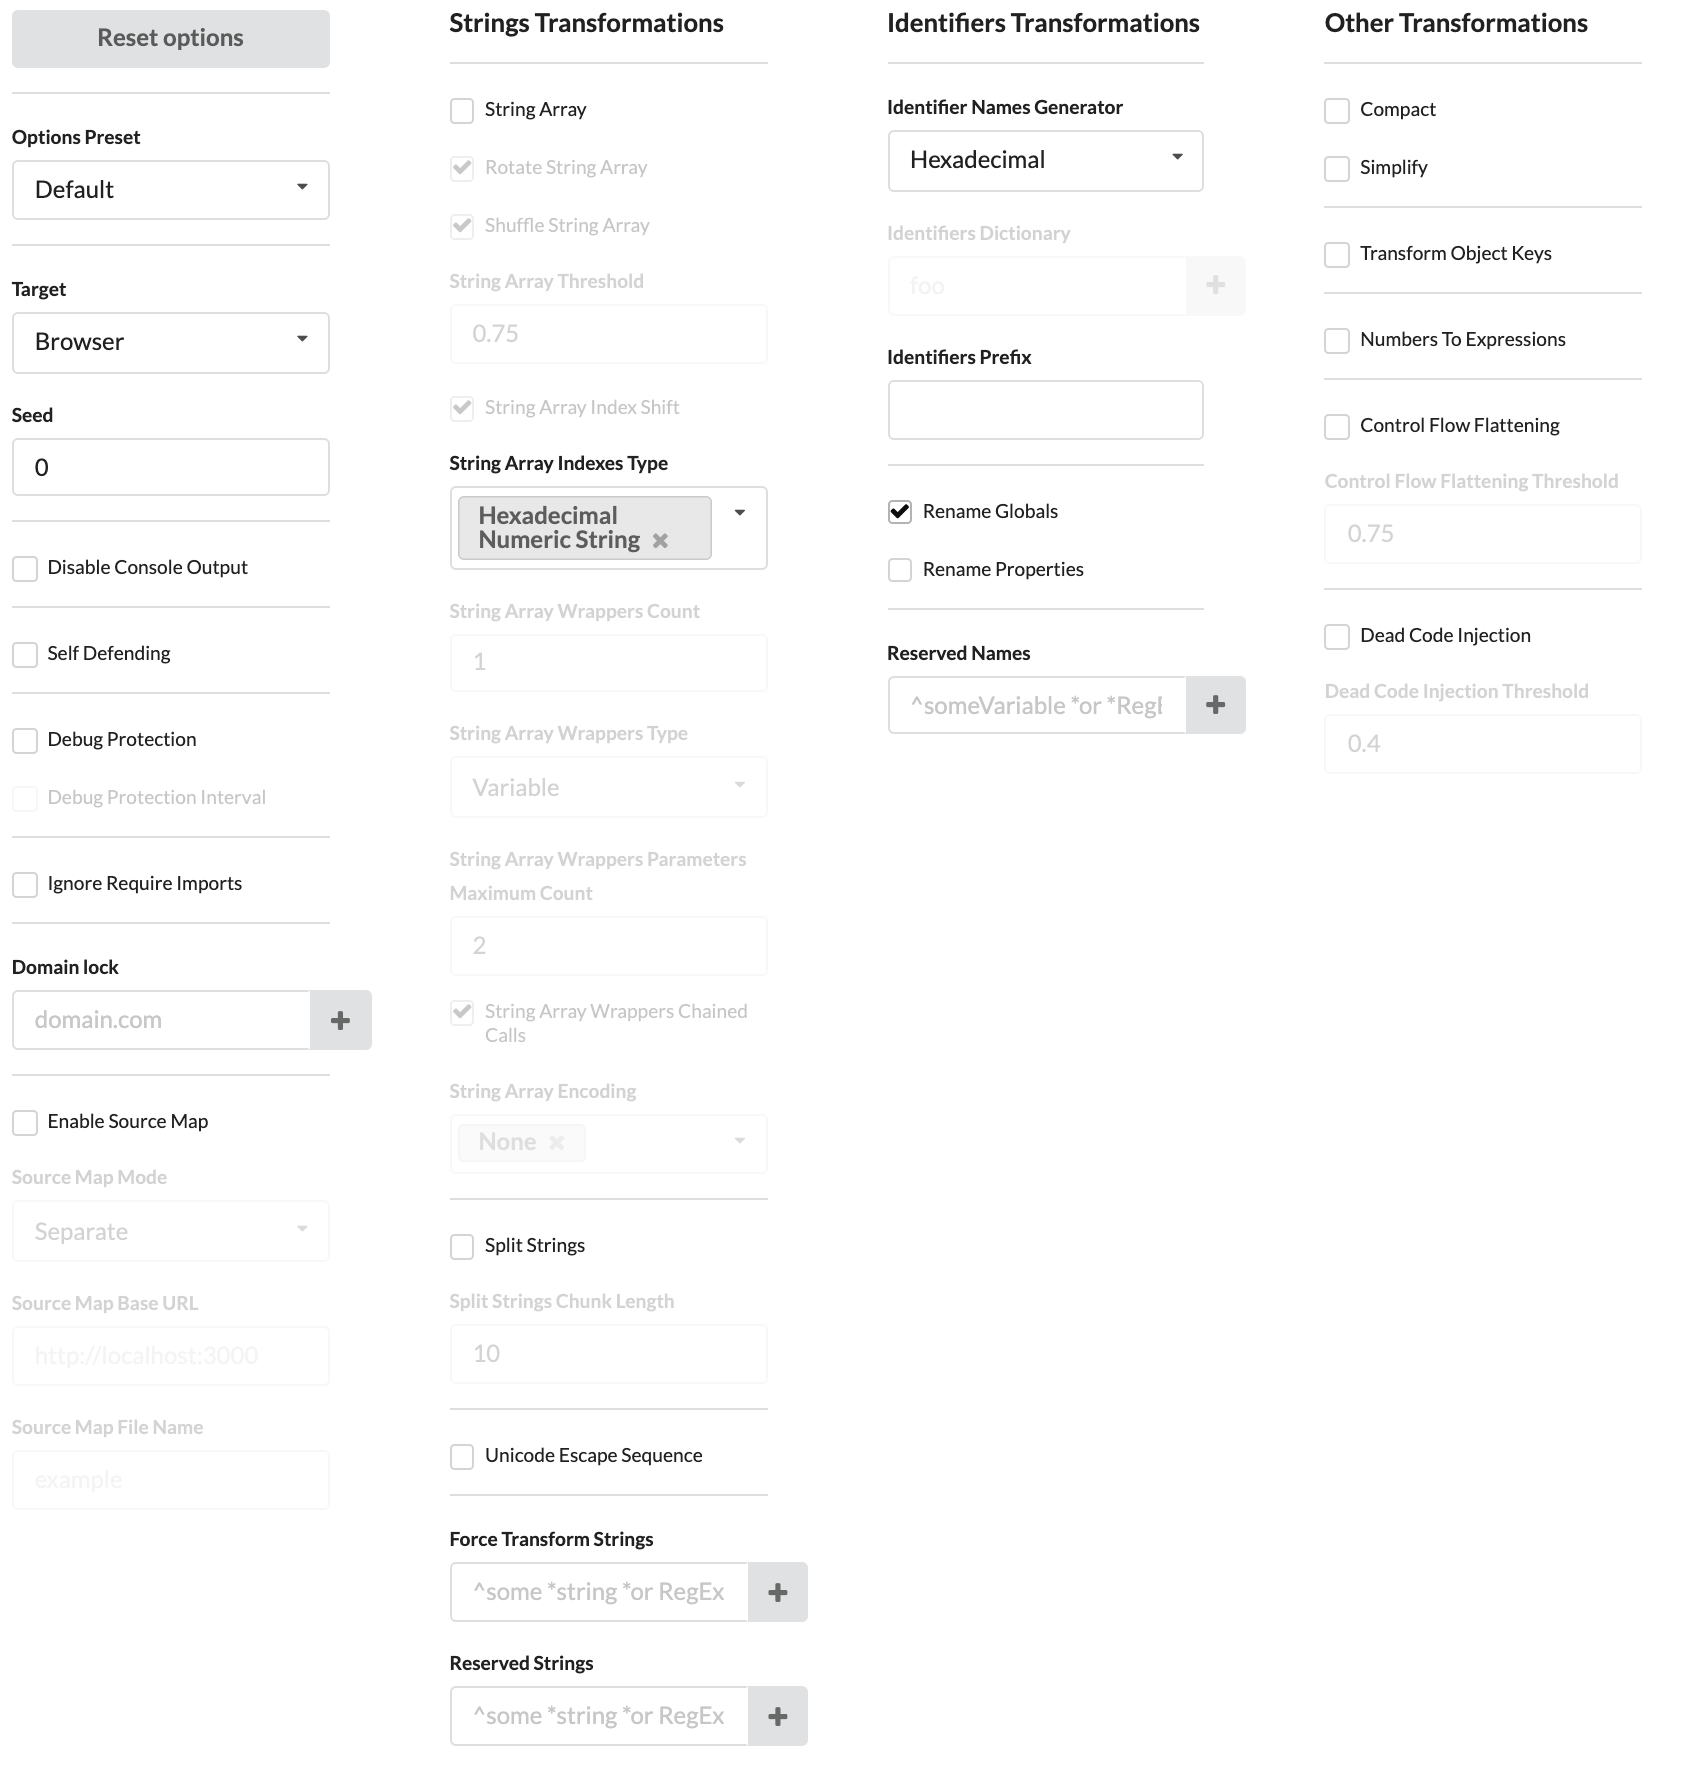 Reset options
Options Preset
Default
Target
Browser
Seed
0
Disable Console Output
Self Defending
Debug Protection
Debug Protection Interval
Ignore Require Imports
Domain lock
domain.com
Enable Source Map
Source Map Mode
Separate
Source Map Base URL
http://localhost:3000
Source Map File Name
example
Strings Transformations
String Array
Rotate String Array
Shuffle String Array
String Array Threshold
0.75
String Array Index Shift
String Array Indexes Type
Hexadecimal
Numeric String
String Array Wrappers Count
1
String Array Wrappers Type
Variable
String Array Wrappers Parameters
Maximum Count
2
String Array Wrappers Chained
Calls
String Array Encoding
None
Split Strings
Split Strings Chunk Length
10
Unicode Escape Sequence
Force Transform Strings
^some *string *or RegEx
Reserved Strings
^some *string *or RegEx
Identifiers Transformations
Identifier Names Generator
Hexadecimal
Identifiers Dictionary
foo
Identifiers Prefix
Rename Globals
Rename Properties
Reserved Names
^someVariable *or *RegE
Other Transformations
Compact
Simplify
Transform Object Keys
Numbers To Expressions
Control Flow Flattening
Control Flow Flattening Threshold
0.75
Dead Code Injection
Dead Code Injection Threshold
0.4